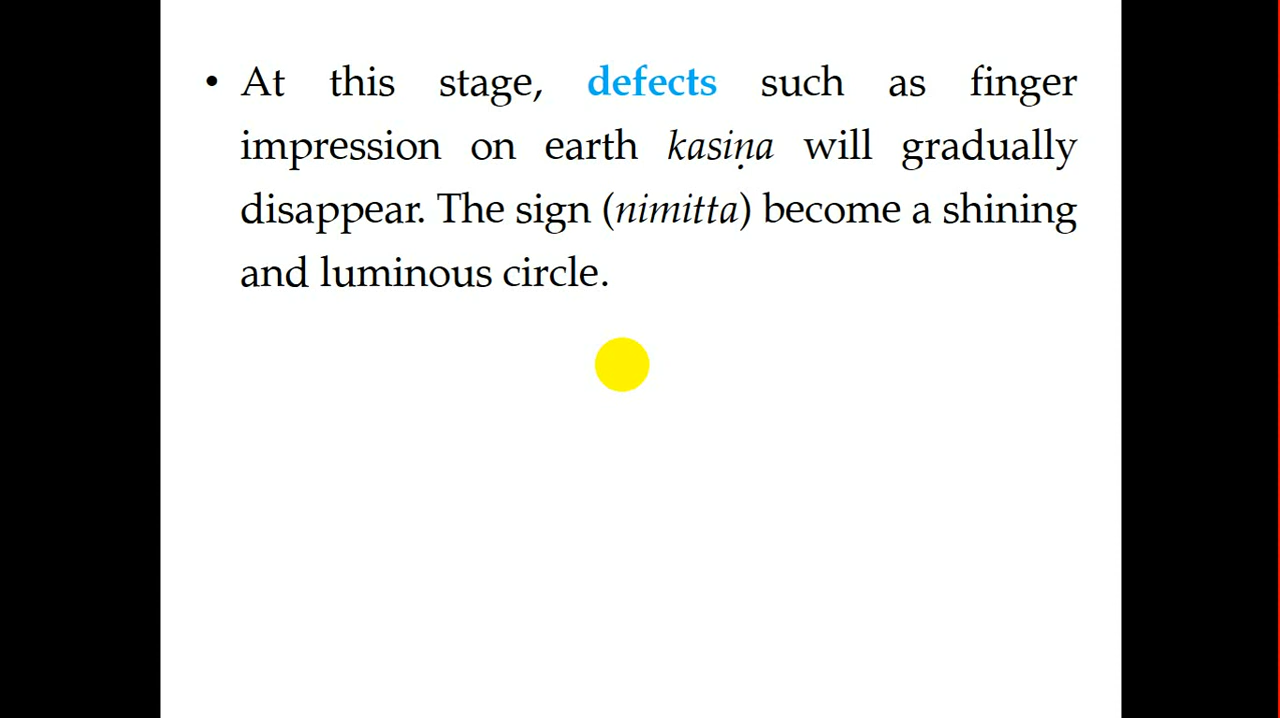 • At this stage, defects such as finger
impression on earth kasiṇa will gradually
disappear. The sign (nimitta) become a shining
and luminous circle.